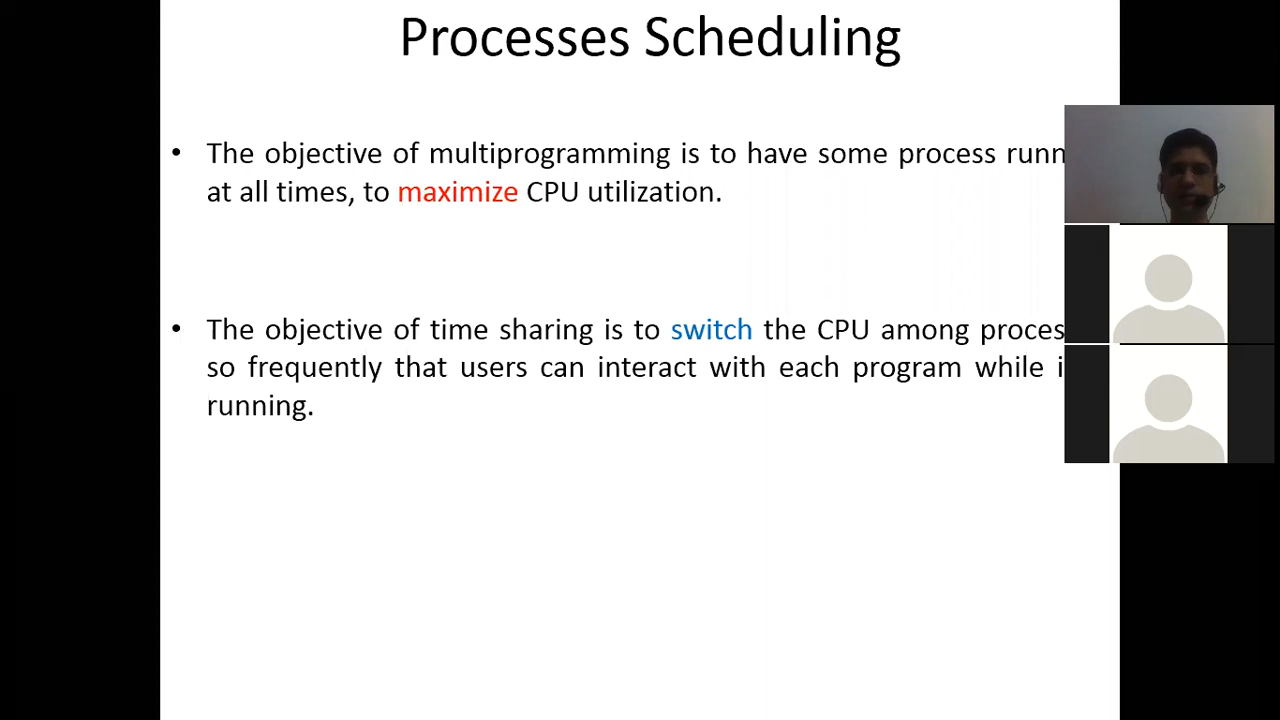 Processes Scheduling
• The objective of multiprogramming is to have some process
at all times, to maximize CPU utilization.
• The objective of time sharing is to switch the CPU among
so frequently that users can interact with each program while
running.